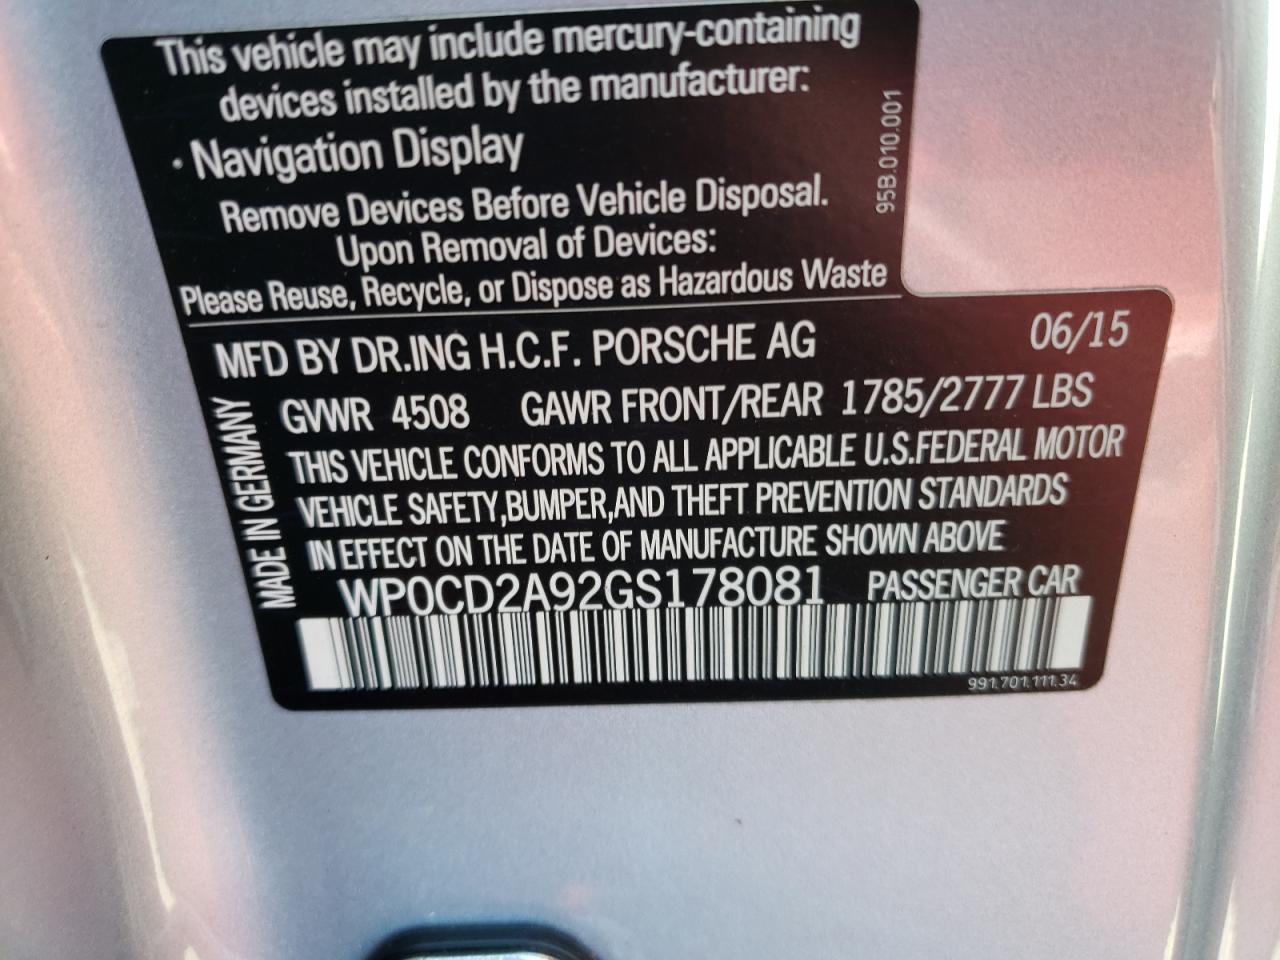 This vehicle may include mercury-containing
devices installed by the manufacturer:
• Navigation Display
Remove Devices Before Vehicle Disposal.
Upon Removal of Devices:
Please Reuse, Recycle, or Dispose as Hazardous Waste
95B.010.001
MFD BY DR.ING H.C.F. PORSCHE AG 06/15
GVWR 4508 GAWR FRONT/REAR 1785/2777 LBS
THIS VEHICLE CONFORMS TO ALL APPLICABLE U.S.FEDERAL MOTOR
VEHICLE SAFETY,BUMPER,AND THEFT PREVENTION STANDARDS
IN EFFECT ON THE DATE OF MANUFACTURE SHOWN ABOVE
WP0CD2A92GS178081 PASSENGER CAR
MADE IN GERMANY
991.701.111.34